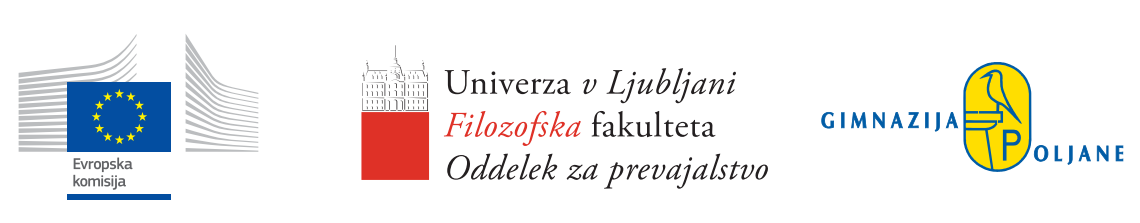 Evropska
komisija
Univerza v Ljubljani
Filozofska fakulteta
Oddelek za prevajalstvo
GIMNAZIJA
POLJANE